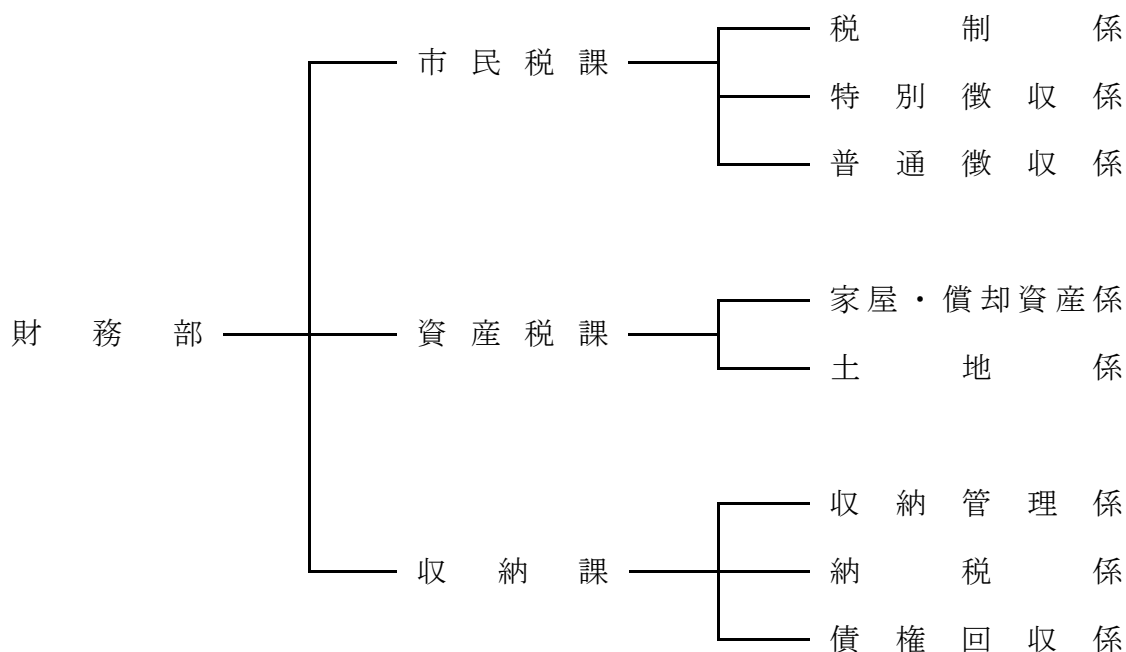 税制係
市民税課
特別徴収係
普通徴収係
家屋・償却資産係
財務部
資産税課
土地係
収納管理係
収納課
納税係
債権回収係